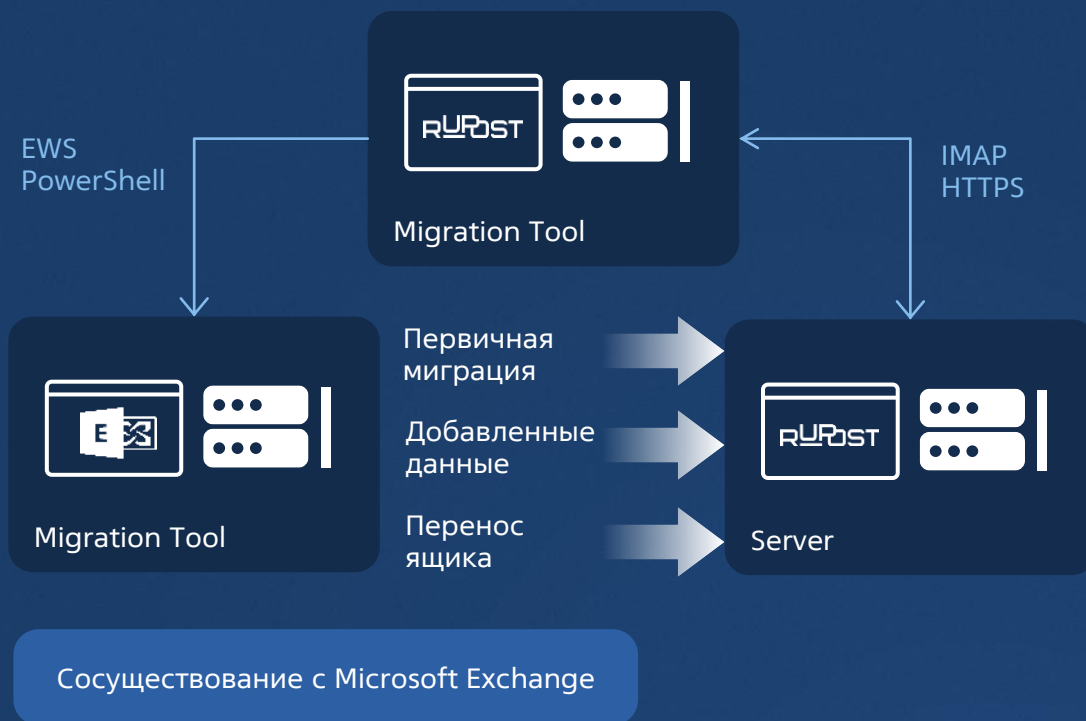 RUPOST
Migration Tool
EWS
PowerShell
IMAP
HTTPS
E
Migration Tool
Первичная
миграция
Добавленные
данные
Перенос
ящика
RUPOST
Server
Сосуществование с Microsoft Exchange